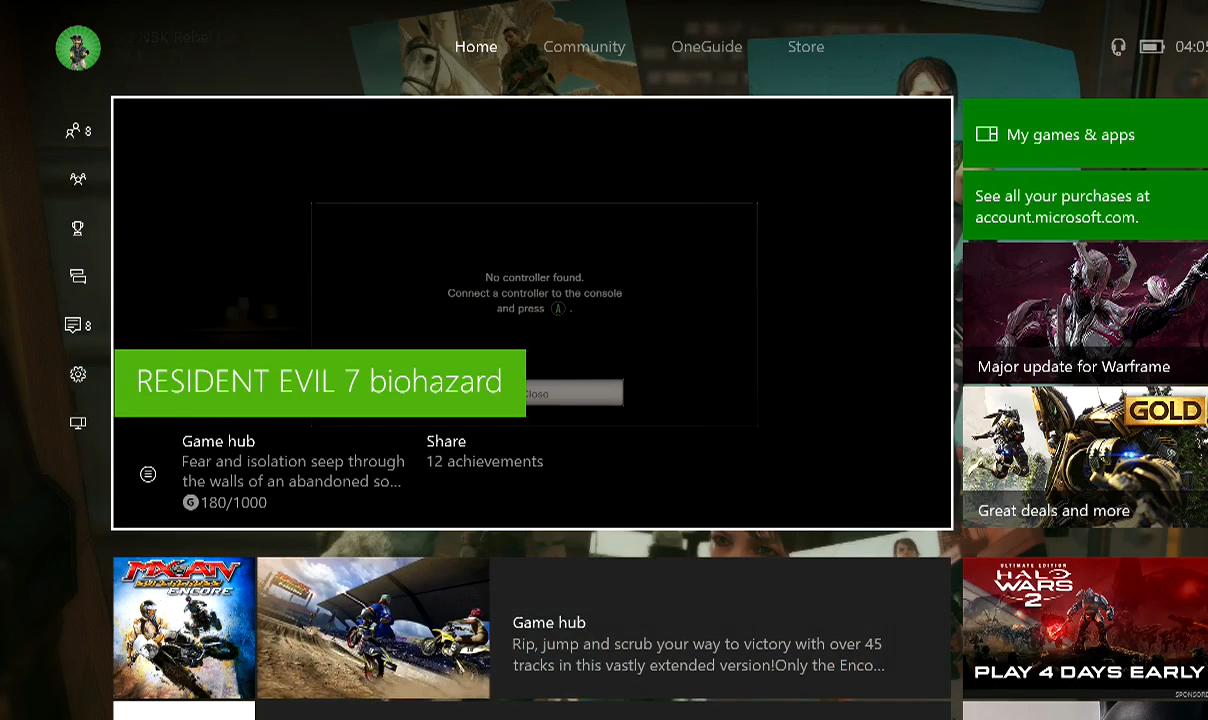 Home
Community
OneGuide
Store
04:05
8
8
No controller found.
Connect a controller to the console
and press A .
Close
RESIDENT EVIL 7 biohazard
Game hub
Fear and isolation seep through
the walls of an abandoned so...
G 180/1000
Share
12 achievements
My games & apps
See all your purchases at
account.microsoft.com.
Major update for Warframe
GOLD
Great deals and more
MX vs ATV
SUPERCROSS
ENCORE
Game hub
Rip, jump and scrub your way to victory with over 45
tracks in this vastly extended version!Only the Enco...
ULTIMATE EDITION
HALO
WARS
2
PLAY 4 DAYS EARLY
SPONSORE